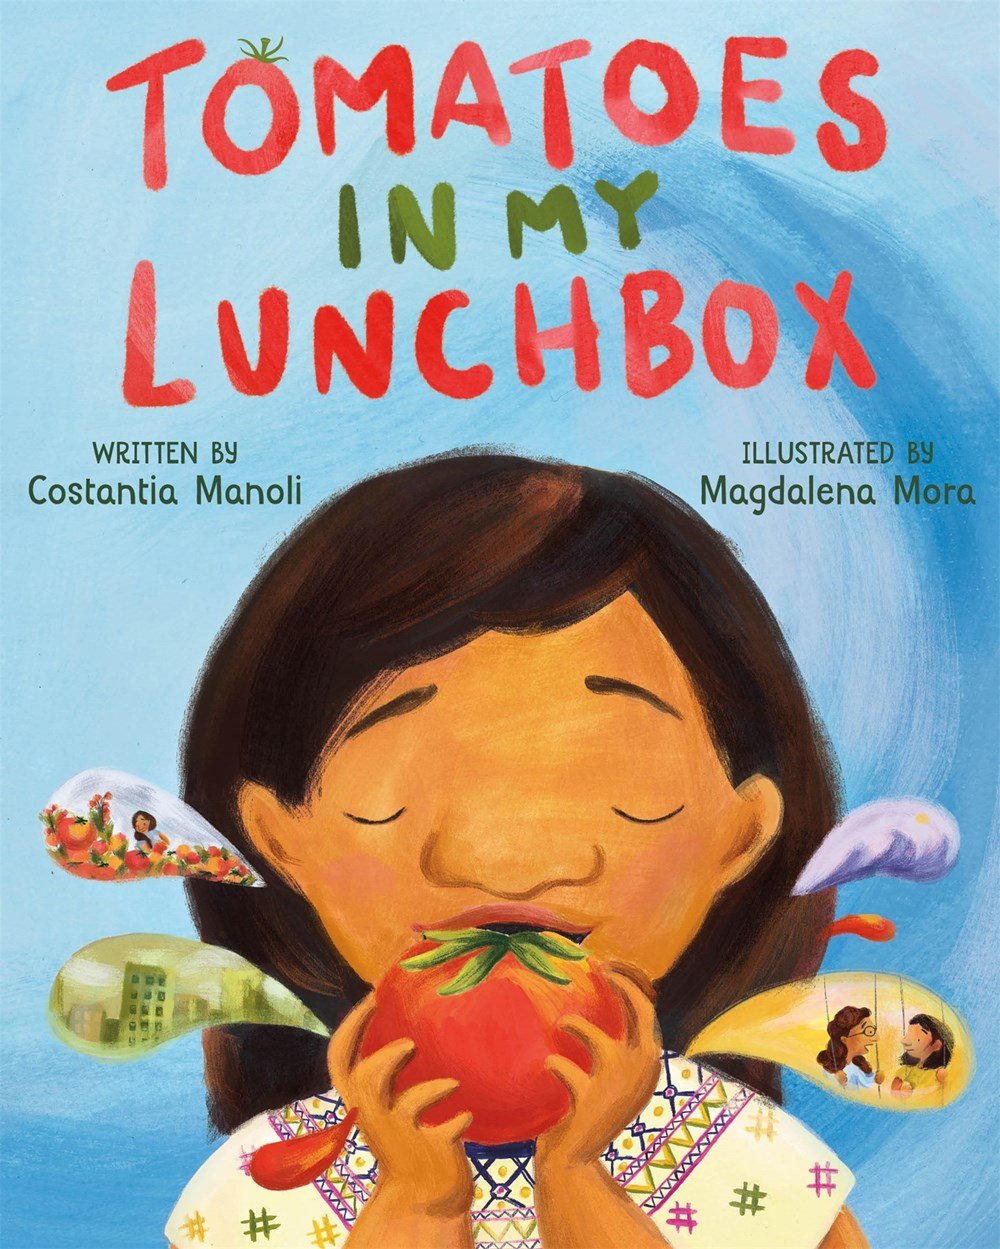 TOMATOES
IN MY
LUNCHBOX
WRITTEN BY
Costantia Manoli
ILLUSTRATED BY
Magdalena Mora